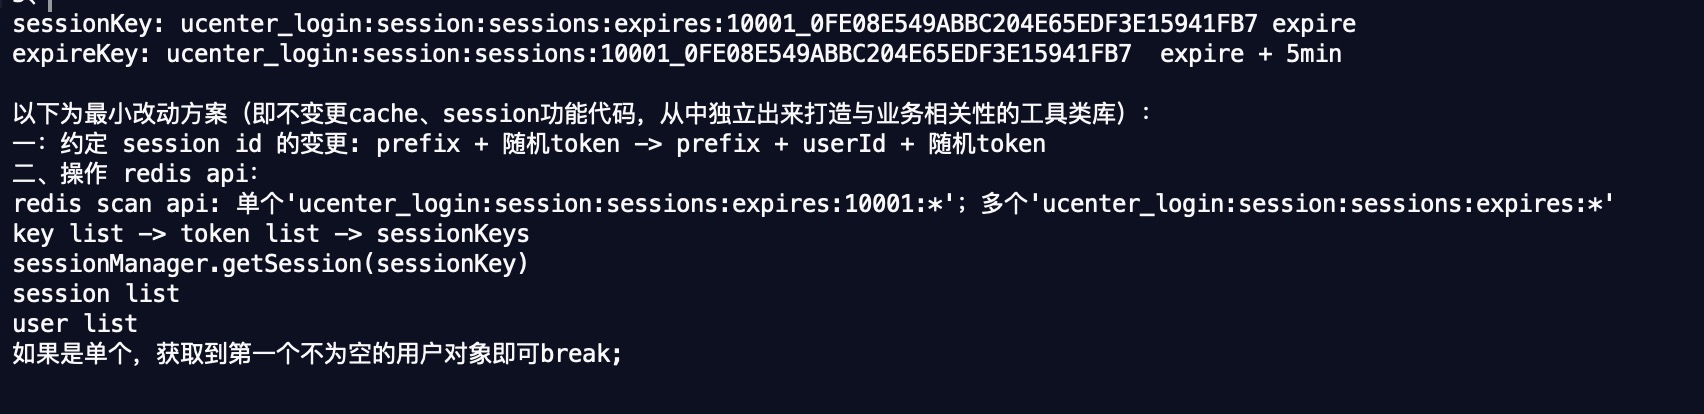 sessionKey: ucenter_login:session:sessions:expires:10001_0FE08E549ABBC204E65EDF3E15941FB7 expire
expireKey: ucenter_login:session:sessions:10001_0FE08E549ABBC204E65EDF3E15941FB7  expire + 5min
以下为最小改动方案（即不变更cache、session功能代码，从中独立出来打造与业务相关性的工具类库）:
一：约定 session id 的变更: prefix + 随机token —> prefix + userId + 随机token
二、操作 redis api：
redis scan api: 单个'ucenter_login:session:sessions:expires:10001:*'；多个'ucenter_login:session:sessions:expires:*'
key list —> token list —> sessionKeys
sessionManager.getSession(sessionKey)
session list
user list
如果是单个，获取到第一个不为空的用户对象即可break;